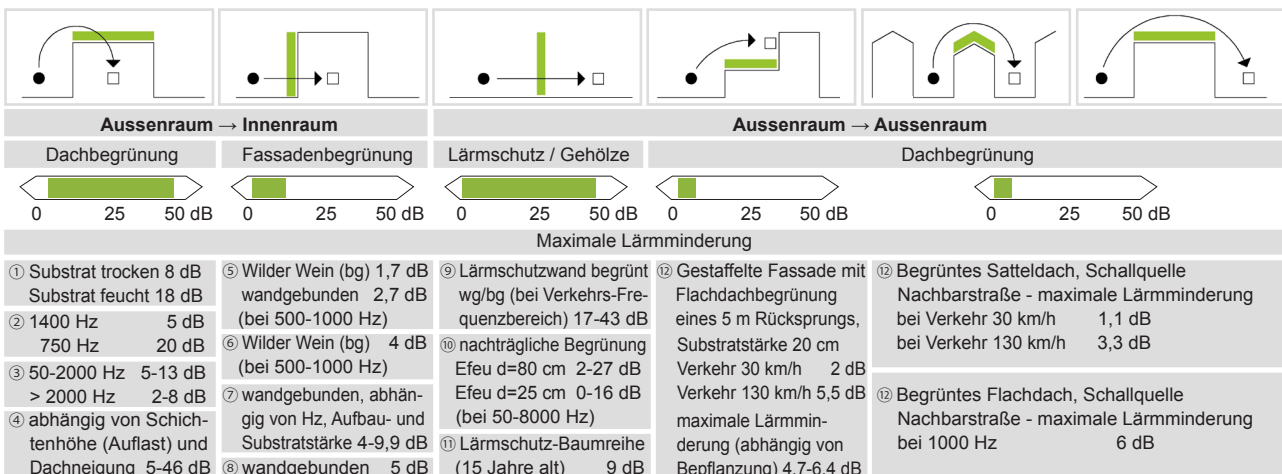 Aussenraum → Innenraum
Aussenraum → Aussenraum
Dachbegrünung
Fassadenbegrünung
Lärmschutz / Gehölze
Dachbegrünung
0 25 50 dB
0 25 50 dB
0 25 50 dB
0 25 50 dB
0 25 50 dB
Maximale Lärmminderung
① Substrat trocken 8 dB
Substrat feucht 18 dB
② 1400 Hz 5 dB
750 Hz 20 dB
③ 50-2000 Hz 5-13 dB
> 2000 Hz 2-8 dB
④ abhängig von Schich-
tenhöhe (Auflast) und
Dachneigung 5-46 dB
⑤ Wilder Wein (bg) 1,7 dB
wandgebunden 2,7 dB
(bei 500-1000 Hz)
⑥ Wilder Wein (bg) 4 dB
(bei 500-1000 Hz)
⑦ wandgebunden, abhän-
gig von Hz, Aufbau- und
Substratstärke 4-9,9 dB
⑧ wandgebunden 5 dB
⑨ Lärmschutzwand begrünt
wg/bg (bei Verkehrs-Fre-
quenzbereich) 17-43 dB
⑩ nachträgliche Begrünung
Efeu d=80 cm 2-27 dB
Efeu d=25 cm 0-16 dB
(bei 50-8000 Hz)
⑪ Lärmschutz-Baumreihe
(15 Jahre alt) 9 dB
⑫ Gestaffelte Fassade mit
Flachdachbegrünung
eines 5 m Rücksprungs,
Substratstärke 20 cm
Verkehr 30 km/h 2 dB
Verkehr 130 km/h 5,5 dB
maximale Lärmmin-
derung (abhängig von
Bepflanzung) 4,7-6,4 dB
⑫ Begrüntes Satteldach, Schallquelle
Nachbarstraße - maximale Lärmminderung
bei Verkehr 30 km/h 1,1 dB
bei Verkehr 130 km/h 3,3 dB
⑫ Begrüntes Flachdach, Schallquelle
Nachbarstraße - maximale Lärmminderung
bei 1000 Hz 6 dB